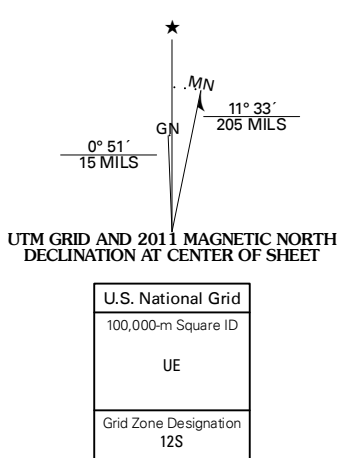 ★
MN
11° 33´
205 MILS
GN
0° 51´
15 MILS
UTM GRID AND 2011 MAGNETIC NORTH
DECLINATION AT CENTER OF SHEET
U.S. National Grid
100,000-m Square ID
UE
Grid Zone Designation
12S